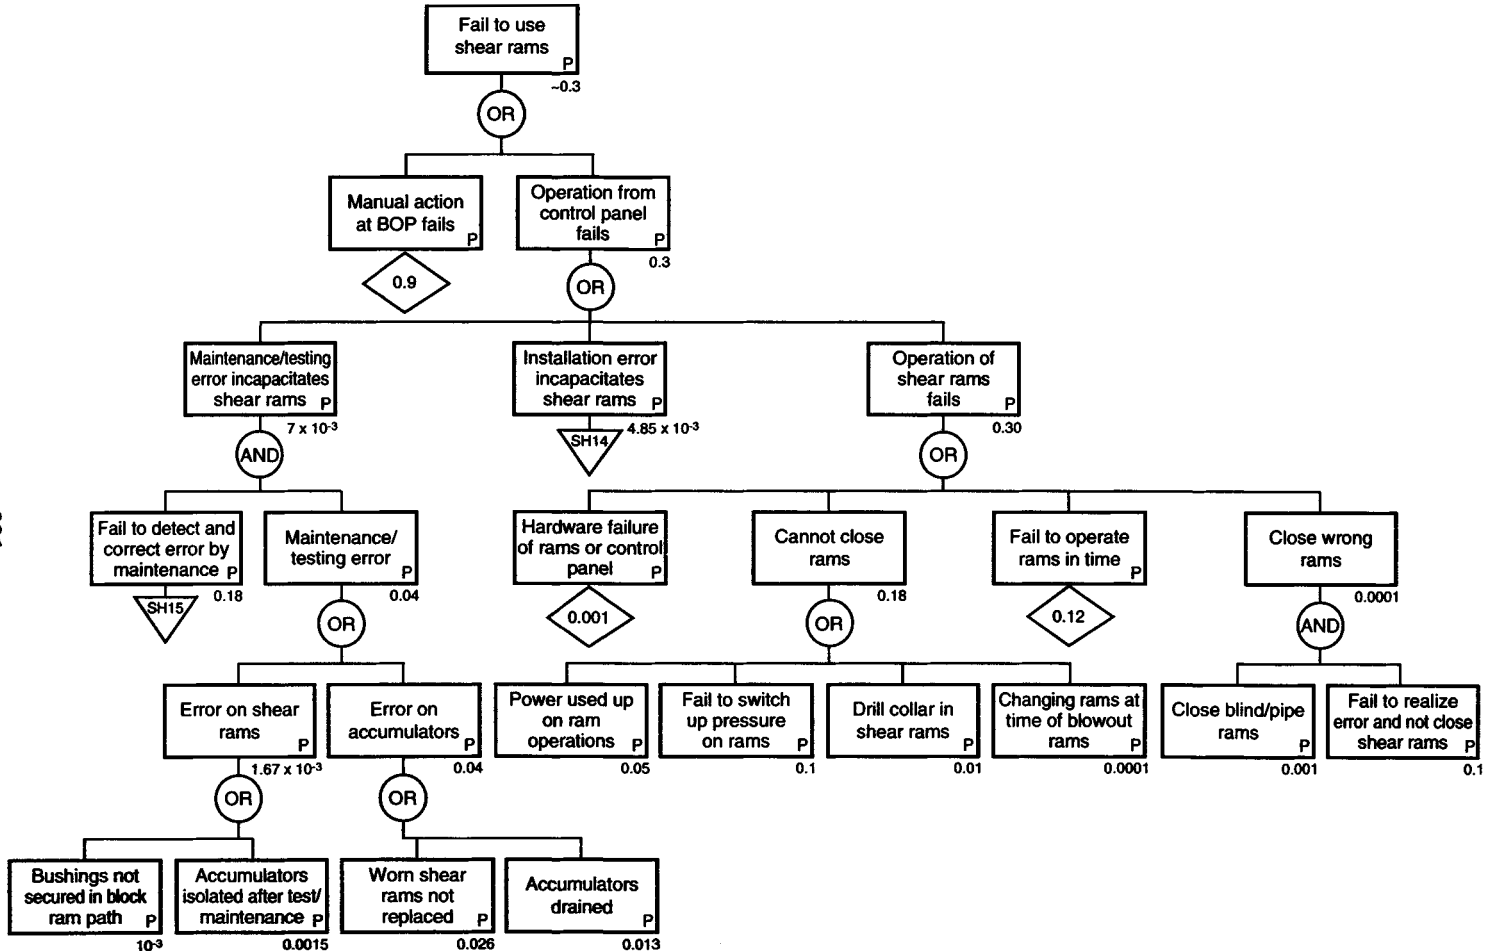 Fail to use
shear rams
P
~0.3
OR
Manual action
at BOP fails
P
0.9
Operation from
control panel
fails
P
0.3
OR
Maintenance/testing
error incapacitates
shear rams P
7 x 10-3
AND
Installation error
incapacitates
shear rams P
4.85 x 10-3
SH14
Operation of
shear rams
fails P
0.30
OR
Fail to detect and
correct error by
maintenance P
0.18
SH15
Maintenance/
testing error
P
0.04
OR
Hardware failure
of rams or control
panel P
0.001
Cannot close
rams
0.18
OR
Fail to operate
rams in time
P
0.12
Close wrong
rams
0.0001
AND
Error on shear
rams
P
1.67 x 10-3
OR
Error on
accumulators
P
0.04
OR
Power used up
on ram
operations P
0.05
Fail to switch
up pressure
on rams P
0.1
Drill collar in
shear rams
P
0.01
Changing rams at
time of blowout
rams P
0.0001
Close blind/pipe
rams
P
0.001
Fail to realize
error and not close
shear rams P
0.1
Bushings not
secured in block
ram path P
10-3
Accumulators
isolated after test/
maintenance P
0.0015
Worn shear
rams not
replaced P
0.026
Accumulators
drained
P
0.013